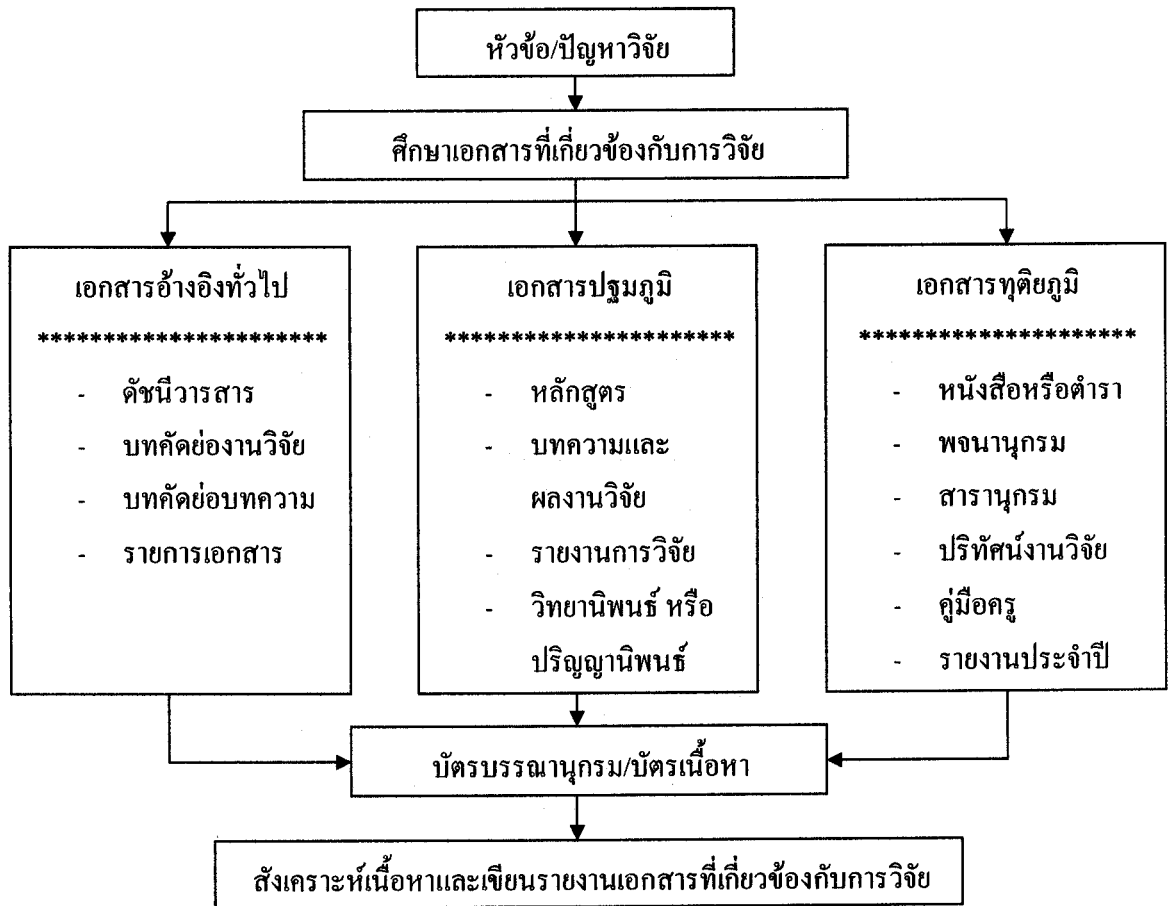 หัวข้อ/ปัญหาวิจัย
ศึกษาเอกสารที่เกี่ยวข้องกับการวิจัย
เอกสารอ้างอิงทั่วไป
**********************
- ดัชนีวารสาร
- บทคัดย่องานวิจัย
- บทคัดย่อบทความ
- รายการเอกสาร
เอกสารปฐมภูมิ
**********************
- หลักสูตร
- บทความและ
ผลงานวิจัย
- รายงานการวิจัย
- วิทยานิพนธ์ หรือ
ปริญญานิพนธ์
เอกสารทุติยภูมิ
*********************
- หนังสือหรือตำรา
- พจนานุกรม
- สารานุกรม
- ปริทัศน์งานวิจัย
- คู่มือครู
- รายงานประจำปี
บัตรบรรณานุกรม/บัตรเนื้อหา
สังเคราะห์เนื้อหาและเขียนรายงานเอกสารที่เกี่ยวข้องกับการวิจัย